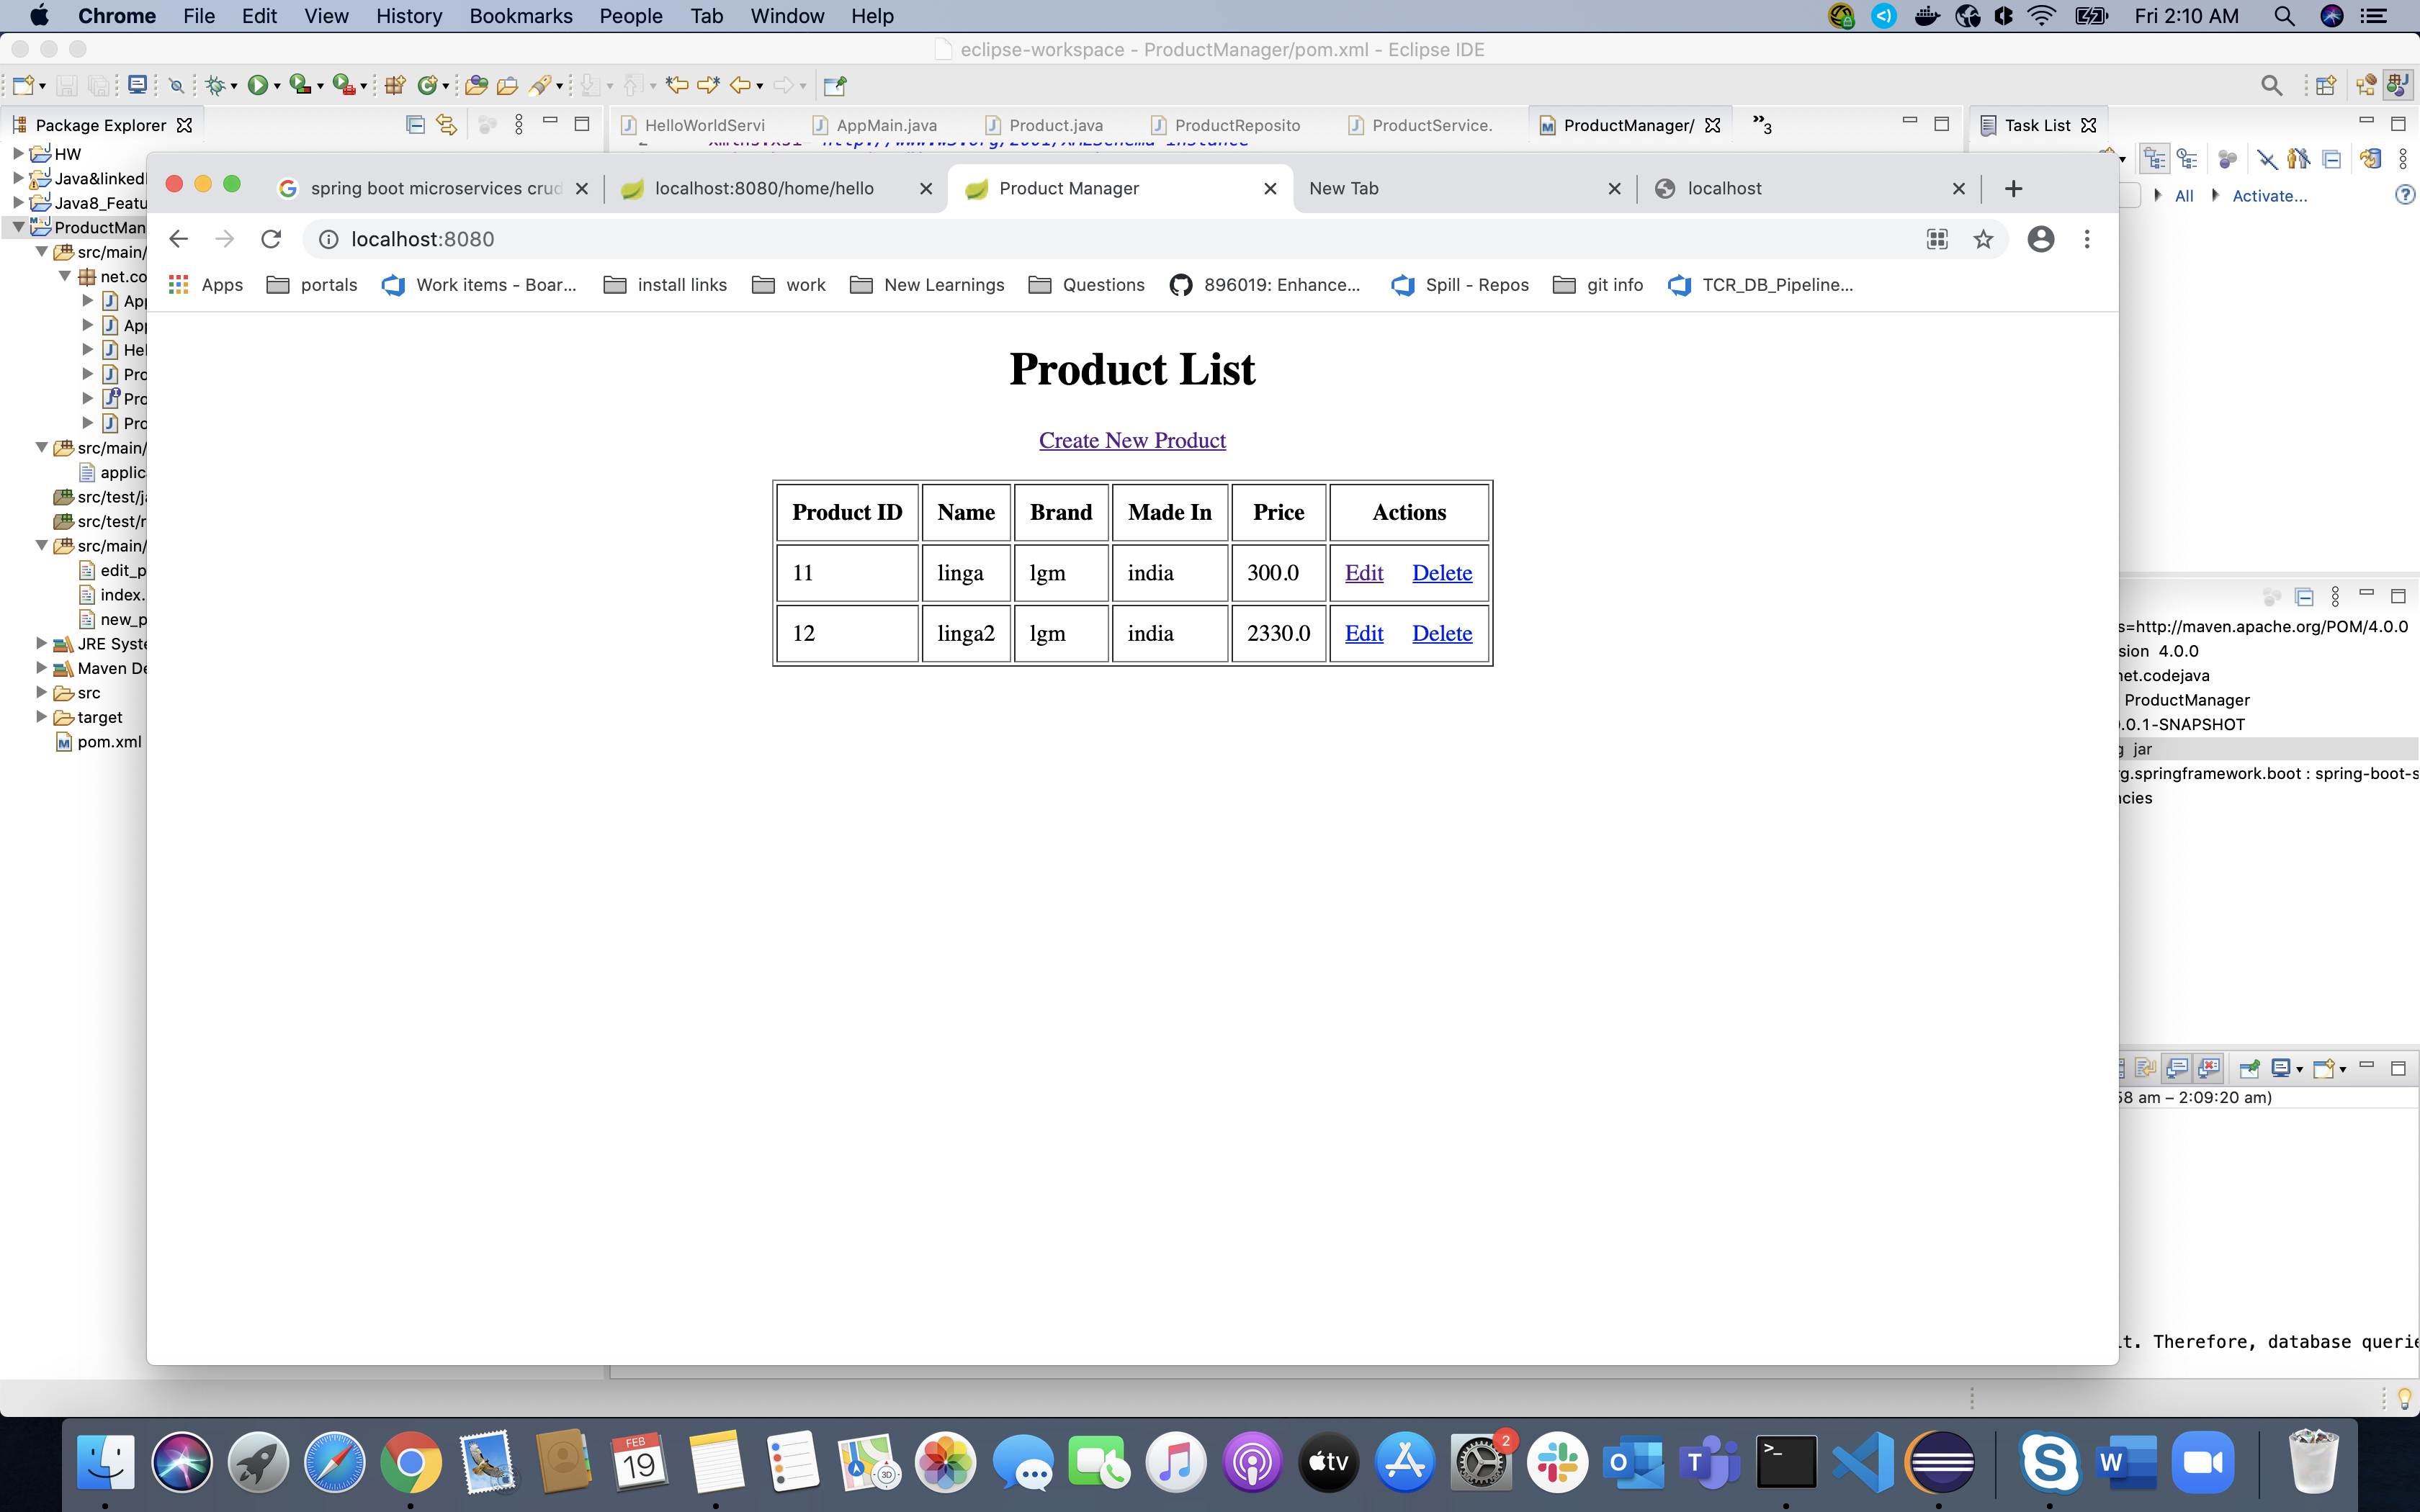 Chrome File Edit View History Bookmarks People Tab Window Help Fri 2:10 AM
eclipse-workspace - ProductManager/pom.xml - Eclipse IDE
Package Explorer HelloWorldServi AppMain.java Product.java ProductReposito ProductService. ProductManager/ »3 Task List
HW
Java&linked
Java8_Featu
ProductMan
src/main/
net.co
App
App
Hel
Pro
Pro
Pro
src/main/
applic
src/test/ja
src/test/r
src/main/
edit_p
index.
new_p
JRE Syste
Maven De
src
target
pom.xml
spring boot microservices crud localhost:8080/home/hello Product Manager New Tab localhost
All Activate...
localhost:8080
Apps portals Work items - Boar... install links work New Learnings Questions 896019: Enhance... Spill - Repos git info TCR_DB_Pipeline...
Product List
Create New Product
Product ID Name Brand Made In Price Actions
11 linga lgm india 300.0 Edit Delete
12 linga2 lgm india 2330.0 Edit Delete
s=http://maven.apache.org/POM/4.0.0
sion 4.0.0
net.codejava
ProductManager
.0.1-SNAPSHOT
g jar
rg.springframework.boot : spring-boot-s
ncies
58 am – 2:09:20 am)
t. Therefore, database querie
FEB
19
3D
tv
2